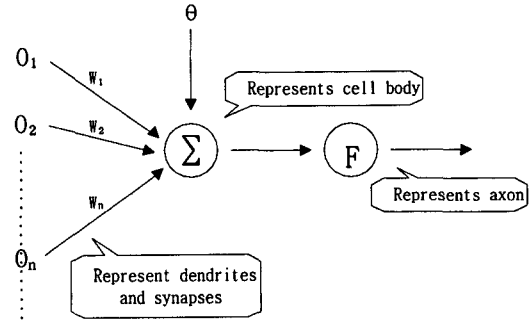 θ
O1
W1
Represents cell body
O2
W2
Σ
F
Wn
Represents axon
On
Represent dendrites
and synapses